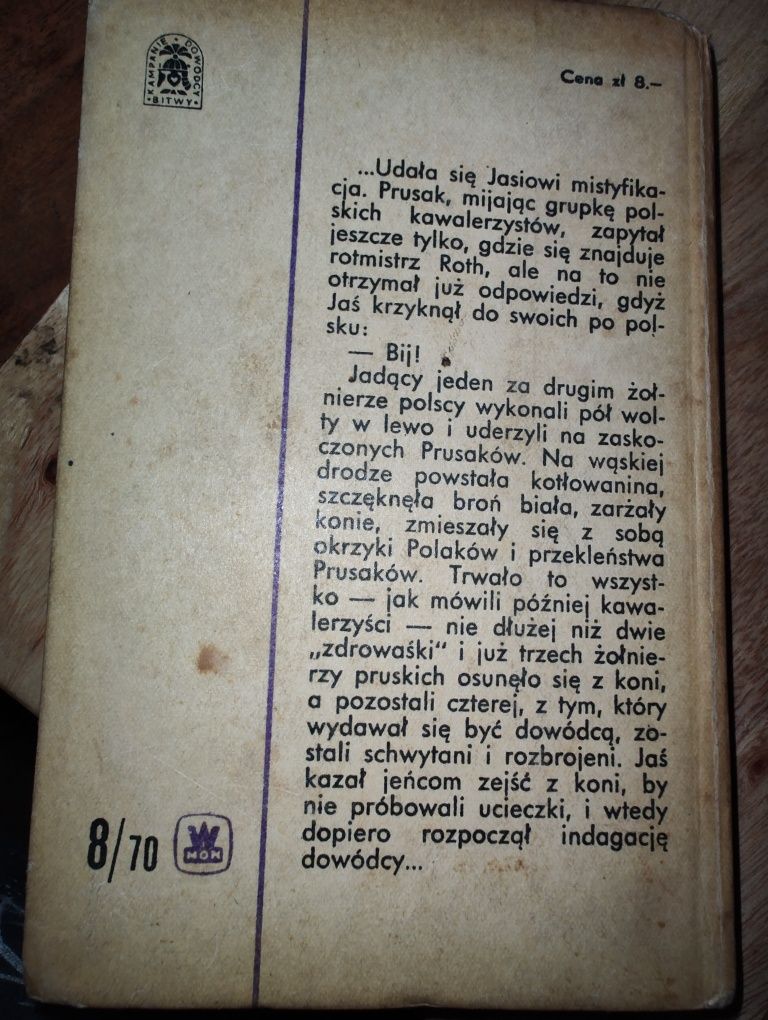 KAMPANIE DOWÓDCY
BITWY
Cena zł 8.—
...Udała się Jasiowi mistyfika-
cja. Prusak, mijając grupkę pol-
skich kawalerzystów, zapytał
jeszcze tylko, gdzie się znajduje
rotmistrz Roth, ale na to nie
otrzymał już odpowiedzi, gdyż
Jaś krzyknął do swoich po pol-
sku:
— Bij!
Jadący jeden za drugim żoł-
nierze polscy wykonali pół wol-
ty w lewo i uderzyli na zasko-
czonych Prusaków. Na wąskiej
drodze powstała kotłowanina,
szczęknęła broń biała, zarżały
konie, zmieszały się z sobą
okrzyki Polaków i przekleństwa
Prusaków. Trwało to wszyst-
ko — jak mówili później kawa-
lerzyści — nie dłużej niż dwie
„zdrowaśki" i już trzech żołnie-
rzy pruskich osunęło się z koni,
a pozostali czterej, z tym, który
wydawał się być dowódcą, zo-
stali schwytani i rozbrojeni. Jaś
kazał jeńcom zejść z koni, by
nie próbowali ucieczki, i wtedy
dopiero rozpoczął indagację
dowódcy...
8/70
W
MON